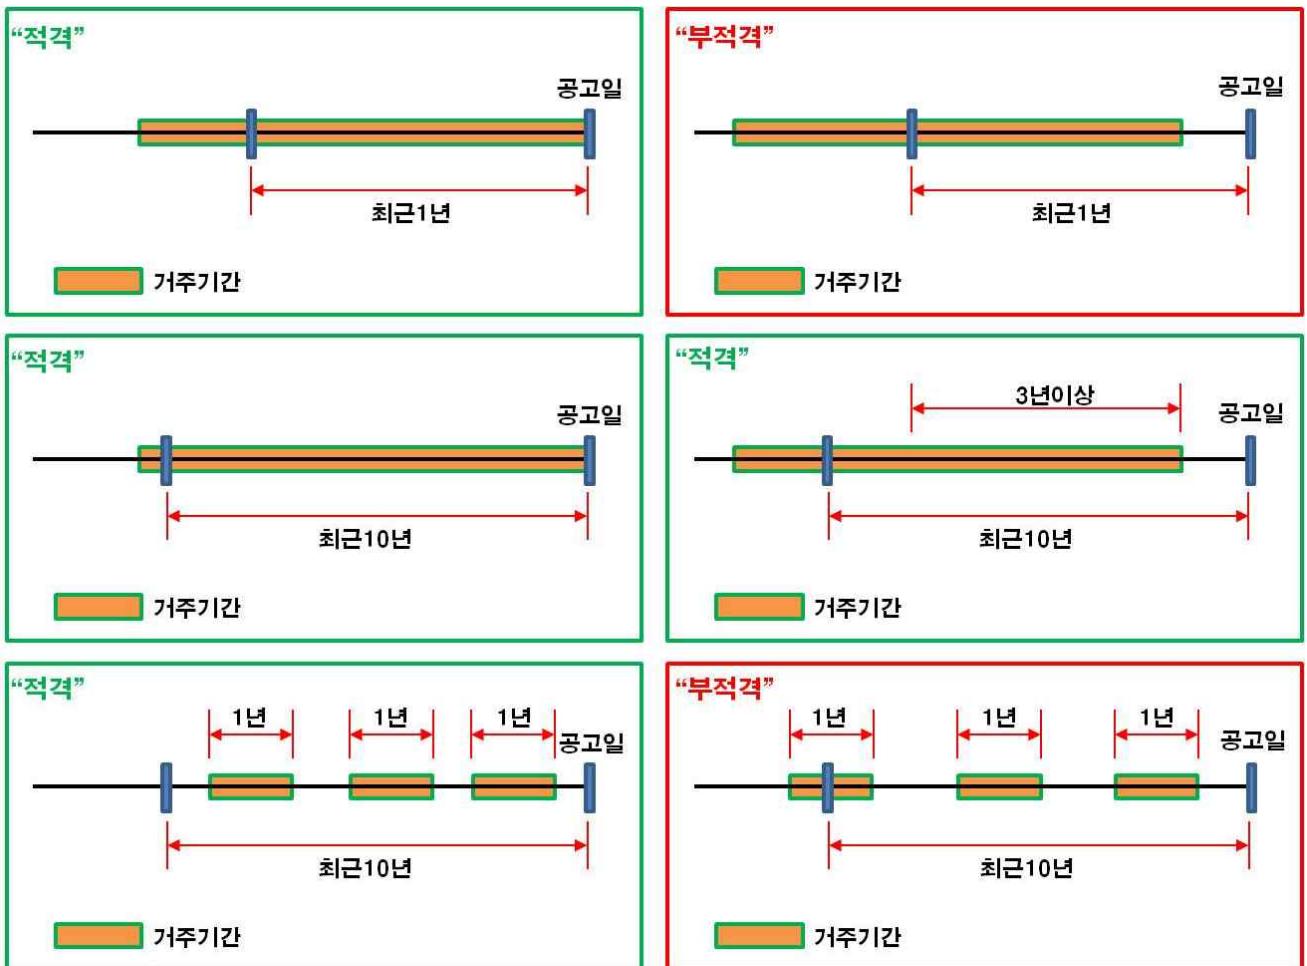 “적격”
공고일
최근1년
거주기간
“부적격”
공고일
최근1년
거주기간
“적격”
공고일
최근10년
거주기간
“적격”
3년이상
공고일
최근10년
거주기간
“적격”
1년 1년 1년
공고일
최근10년
거주기간
“부적격”
1년 1년 1년
공고일
최근10년
거주기간